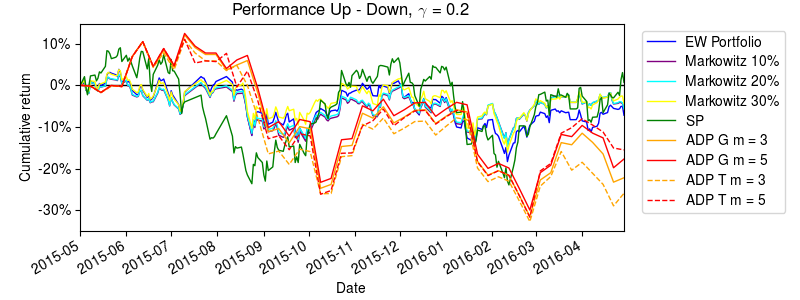 Performance Up - Down, γ = 0.2
Cumulative return
10%
0%
-10%
-20%
-30%
2015-05
2015-06
2015-07
2015-08
2015-09
2015-10
2015-11
2015-12
2016-01
2016-02
2016-03
2016-04
Date
EW Portfolio
Markowitz 10%
Markowitz 20%
Markowitz 30%
SP
ADP G m = 3
ADP G m = 5
ADP T m = 3
ADP T m = 5